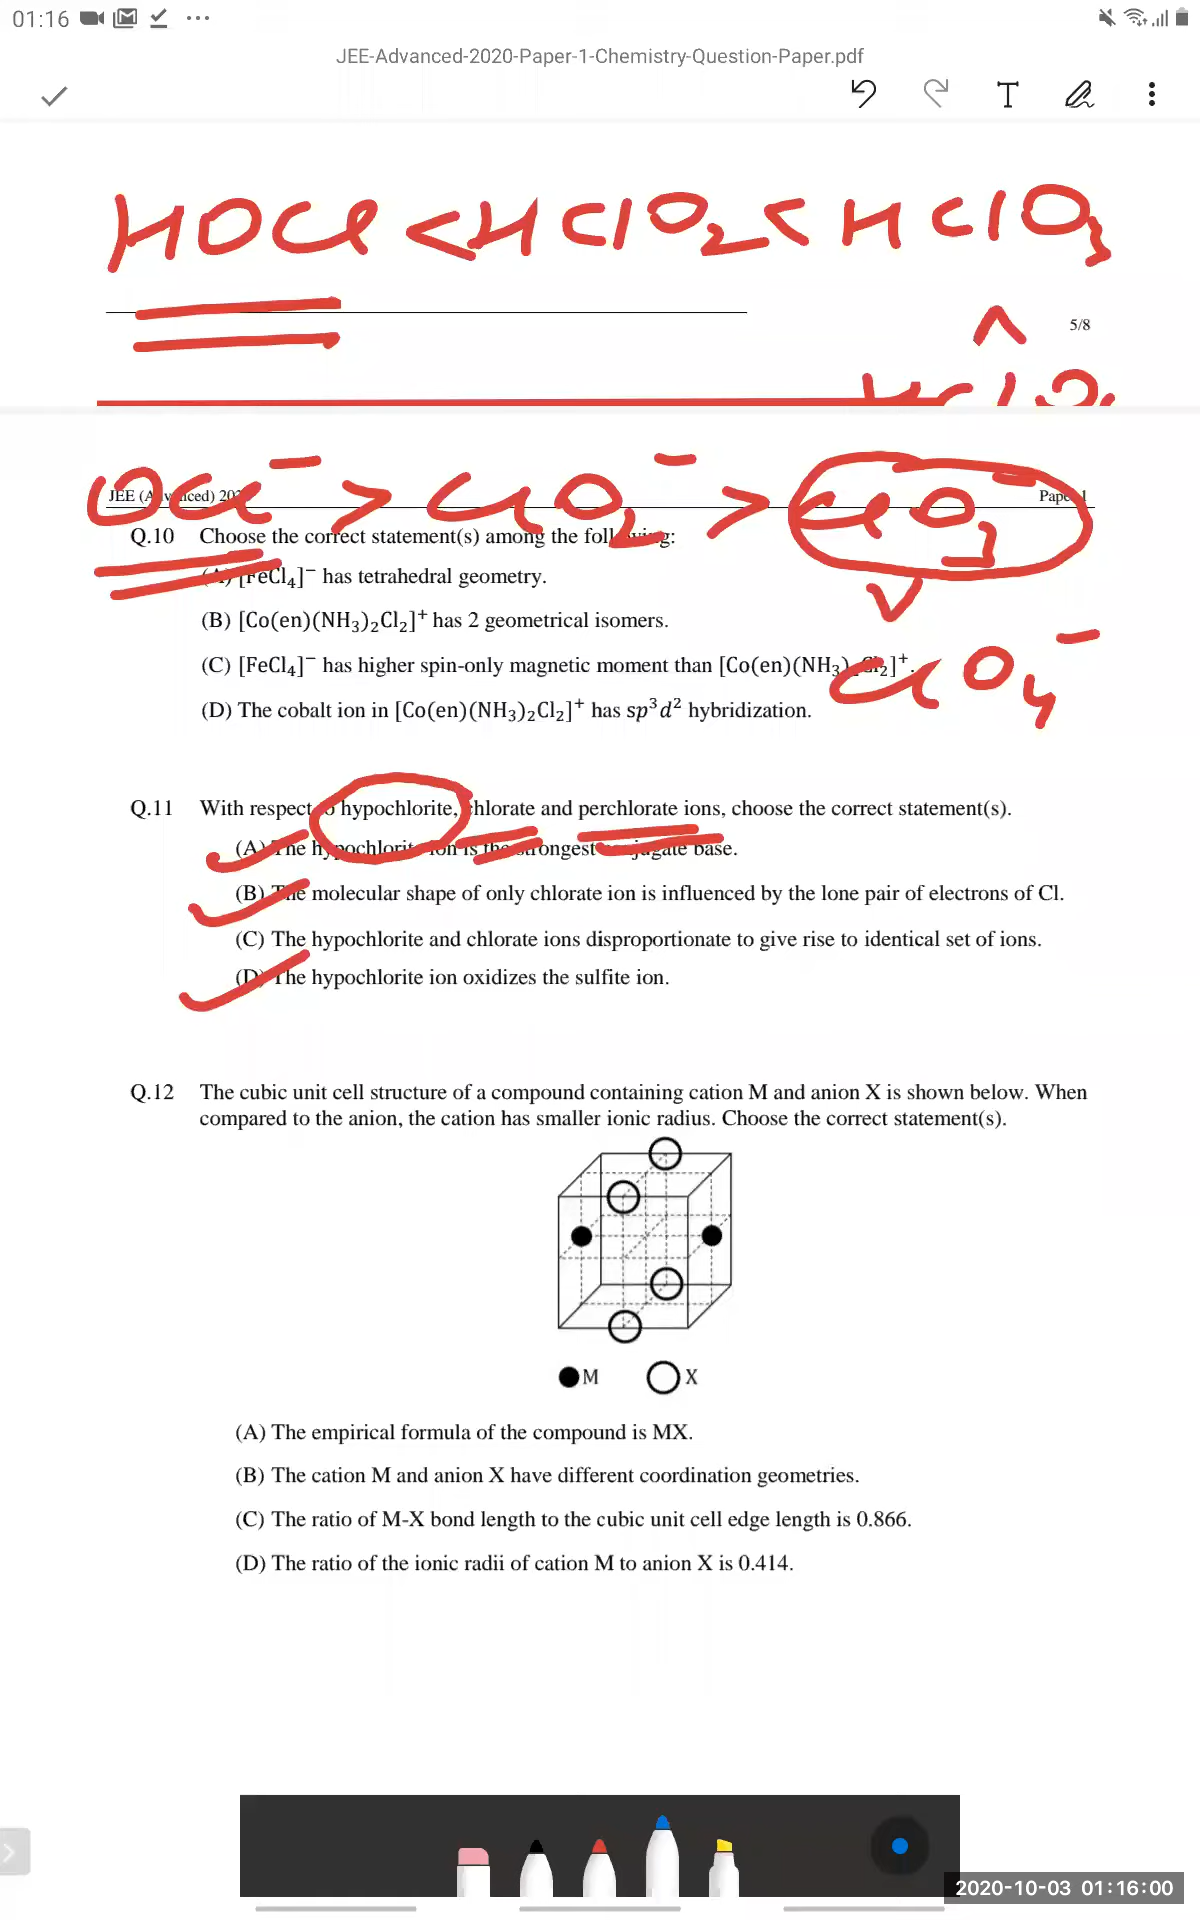 01:16
JEE-Advanced-2020-Paper-1-Chemistry-Question-Paper.pdf
T
HOCl < HClO₂ < HClO₃
^
5/8
HClO
OCl⁻ > ClO₂⁻ > ClO₃⁻
JEE (Advanced) 202 Paper 1
Q.10 Choose the correct statement(s) among the following:
(A) [FeCl₄]⁻ has tetrahedral geometry.
v
(B) [Co(en)(NH₃)₂Cl₂]⁺ has 2 geometrical isomers.
(C) [FeCl₄]⁻ has higher spin-only magnetic moment than [Co(en)(NH₃)₂Cl₂]⁺.
ClO₄⁻
(D) The cobalt ion in [Co(en)(NH₃)₂Cl₂]⁺ has sp³d² hybridization.
Q.11 With respect to hypochlorite, chlorate and perchlorate ions, choose the correct statement(s).
(A) The hypochlorite ion is the strongest conjugate base.
(B) The molecular shape of only chlorate ion is influenced by the lone pair of electrons of Cl.
(C) The hypochlorite and chlorate ions disproportionate to give rise to identical set of ions.
(D) The hypochlorite ion oxidizes the sulfite ion.
Q.12 The cubic unit cell structure of a compound containing cation M and anion X is shown below. When
compared to the anion, the cation has smaller ionic radius. Choose the correct statement(s).
M X
(A) The empirical formula of the compound is MX.
(B) The cation M and anion X have different coordination geometries.
(C) The ratio of M-X bond length to the cubic unit cell edge length is 0.866.
(D) The ratio of the ionic radii of cation M to anion X is 0.414.
2020-10-03 01:16:00